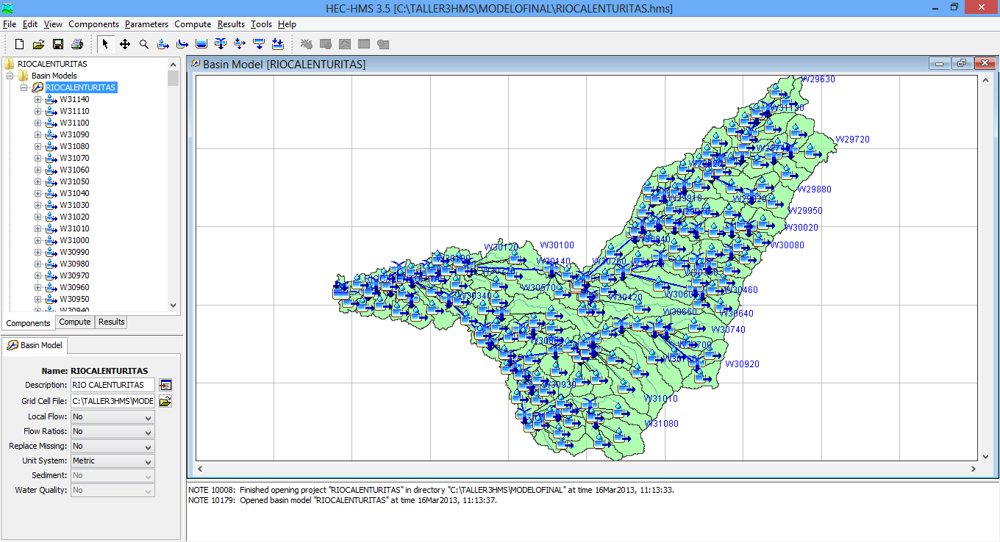 HEC-HMS 3.5 [C:\TALLER3HMS\MODELOFINAL\RIOCALENTURITAS.hms]
File Edit View Components Parameters Compute Results Tools Help
RIOCALENTURITAS
Basin Models
RIOCALENTURITAS
W31140
W31110
W31100
W31090
W31080
W31070
W31060
W31050
W31040
W31030
W31020
W31010
W31000
W30990
W30980
W30970
W30960
W30950
W30940
Components Compute Results
Basin Model
Name: RIOCALENTURITAS
Description: RIO CALENTURITAS
Grid Cell File: C:\TALLER3HMS\MODE
Local Flow: No
Flow Ratios: No
Replace Missing: No
Unit System: Metric
Sediment: No
Water Quality: No
Basin Model [RIOCALENTURITAS]
W29630
W29720
W29880
W29950
W30020
W30080
W30120
W30100
W30140
W30570
W30420
W30460
W30640
W30740
W30920
W31010
W31080
NOTE 10008: Finished opening project "RIOCALENTURITAS" in directory "C:\TALLER3HMS\MODELOFINAL" at time 16Mar2013, 11:13:33.
NOTE 10179: Opened basin model "RIOCALENTURITAS" at time 16Mar2013, 11:13:37.